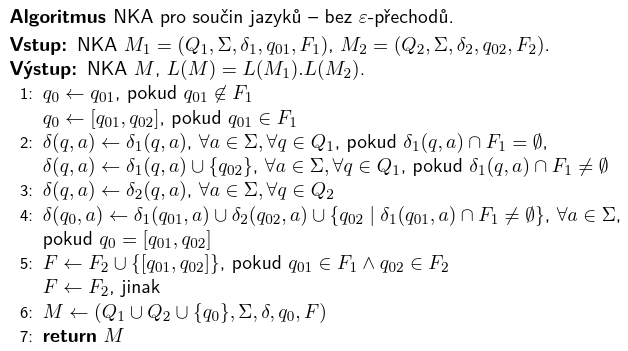 Algoritmus NKA pro součin jazyků – bez ε-přechodů.
Vstup: NKA M₁ = (Q₁, Σ, δ₁, q₀₁, F₁), M₂ = (Q₂, Σ, δ₂, q₀₂, F₂).
Výstup: NKA M, L(M) = L(M₁).L(M₂).
1: q₀ ← q₀₁, pokud q₀₁ ∉ F₁
q₀ ← [q₀₁, q₀₂], pokud q₀₁ ∈ F₁
2: δ(q, a) ← δ₁(q, a), ∀a ∈ Σ, ∀q ∈ Q₁, pokud δ₁(q, a) ∩ F₁ = ∅,
δ(q, a) ← δ₁(q, a) ∪ {q₀₂}, ∀a ∈ Σ, ∀q ∈ Q₁, pokud δ₁(q, a) ∩ F₁ ≠ ∅
3: δ(q, a) ← δ₂(q, a), ∀a ∈ Σ, ∀q ∈ Q₂
4: δ(q₀, a) ← δ₁(q₀₁, a) ∪ δ₂(q₀₂, a) ∪ {q₀₂ | δ₁(q₀₁, a) ∩ F₁ ≠ ∅}, ∀a ∈ Σ,
pokud q₀ = [q₀₁, q₀₂]
5: F ← F₂ ∪ {[q₀₁, q₀₂]}, pokud q₀₁ ∈ F₁ ∧ q₀₂ ∈ F₂
F ← F₂, jinak
6: M ← (Q₁ ∪ Q₂ ∪ {q₀}, Σ, δ, q₀, F)
7: return M